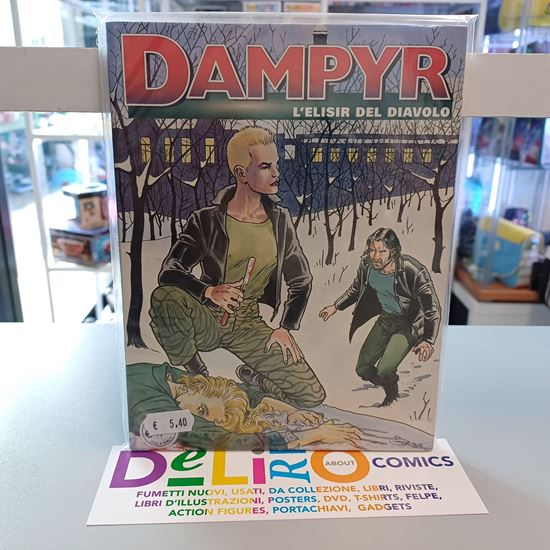 DAMPYR
L'ELISIR DEL DIAVOLO
€ 5,40
DeLiRiO ABOUT COMICS
FUMETTI NUOVI, USATI, DA COLLEZIONE, LIBRI, RIVISTE,
LIBRI D'ILLUSTRAZIONI, POSTERS, DVD, T-SHIRTS, FELPE,
ACTION FIGURES, PORTACHIAVI, GADGETS